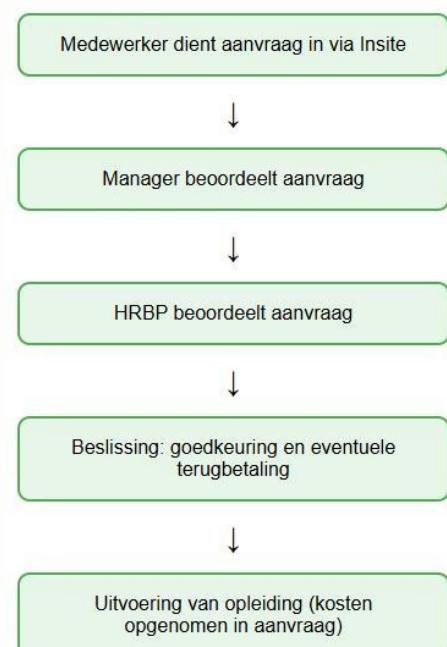 Medewerker dient aanvraag in via Insite
↓
Manager beoordeelt aanvraag
↓
HRBP beoordeelt aanvraag
↓
Beslissing: goedkeuring en eventuele
terugbetaling
↓
Uitvoering van opleiding (kosten
opgenomen in aanvraag)